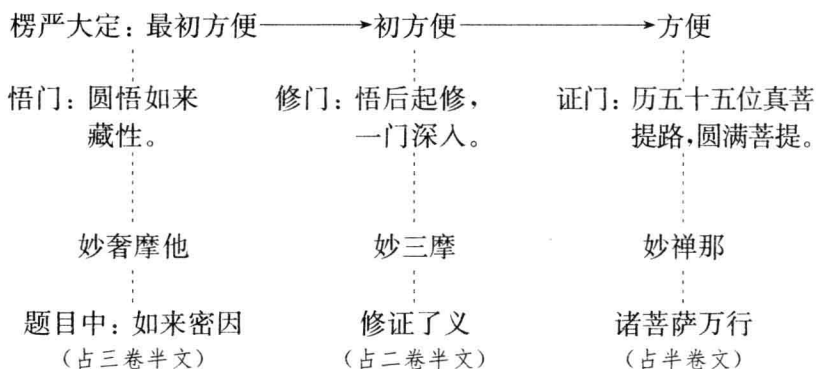 楞严大定：最初方便 初方便 方便
悟门：圆悟如来 修门：悟后起修， 证门：历五十五位真菩
藏性。 一门深入。 提路，圆满菩提。
妙奢摩他 妙三摩 妙禅那
题目中：如来密因 修证了义 诸菩萨万行
（占三卷半文） （占二卷半文） （占半卷文）